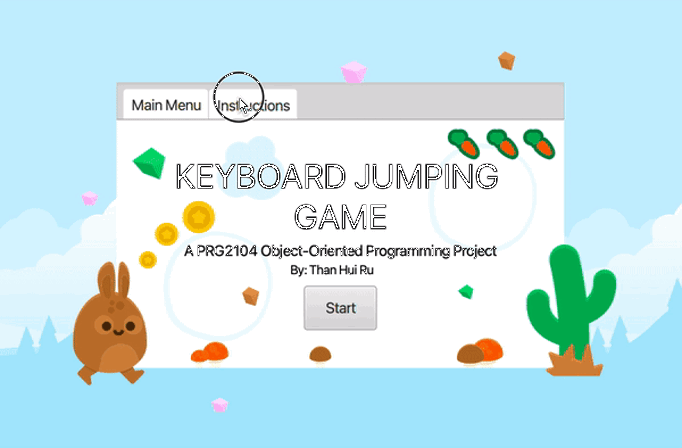 Main Menu
Instructions
KEYBOARD JUMPING
GAME
A PRG2104 Object-Oriented Programming Project
By: Than Hui Ru
Start